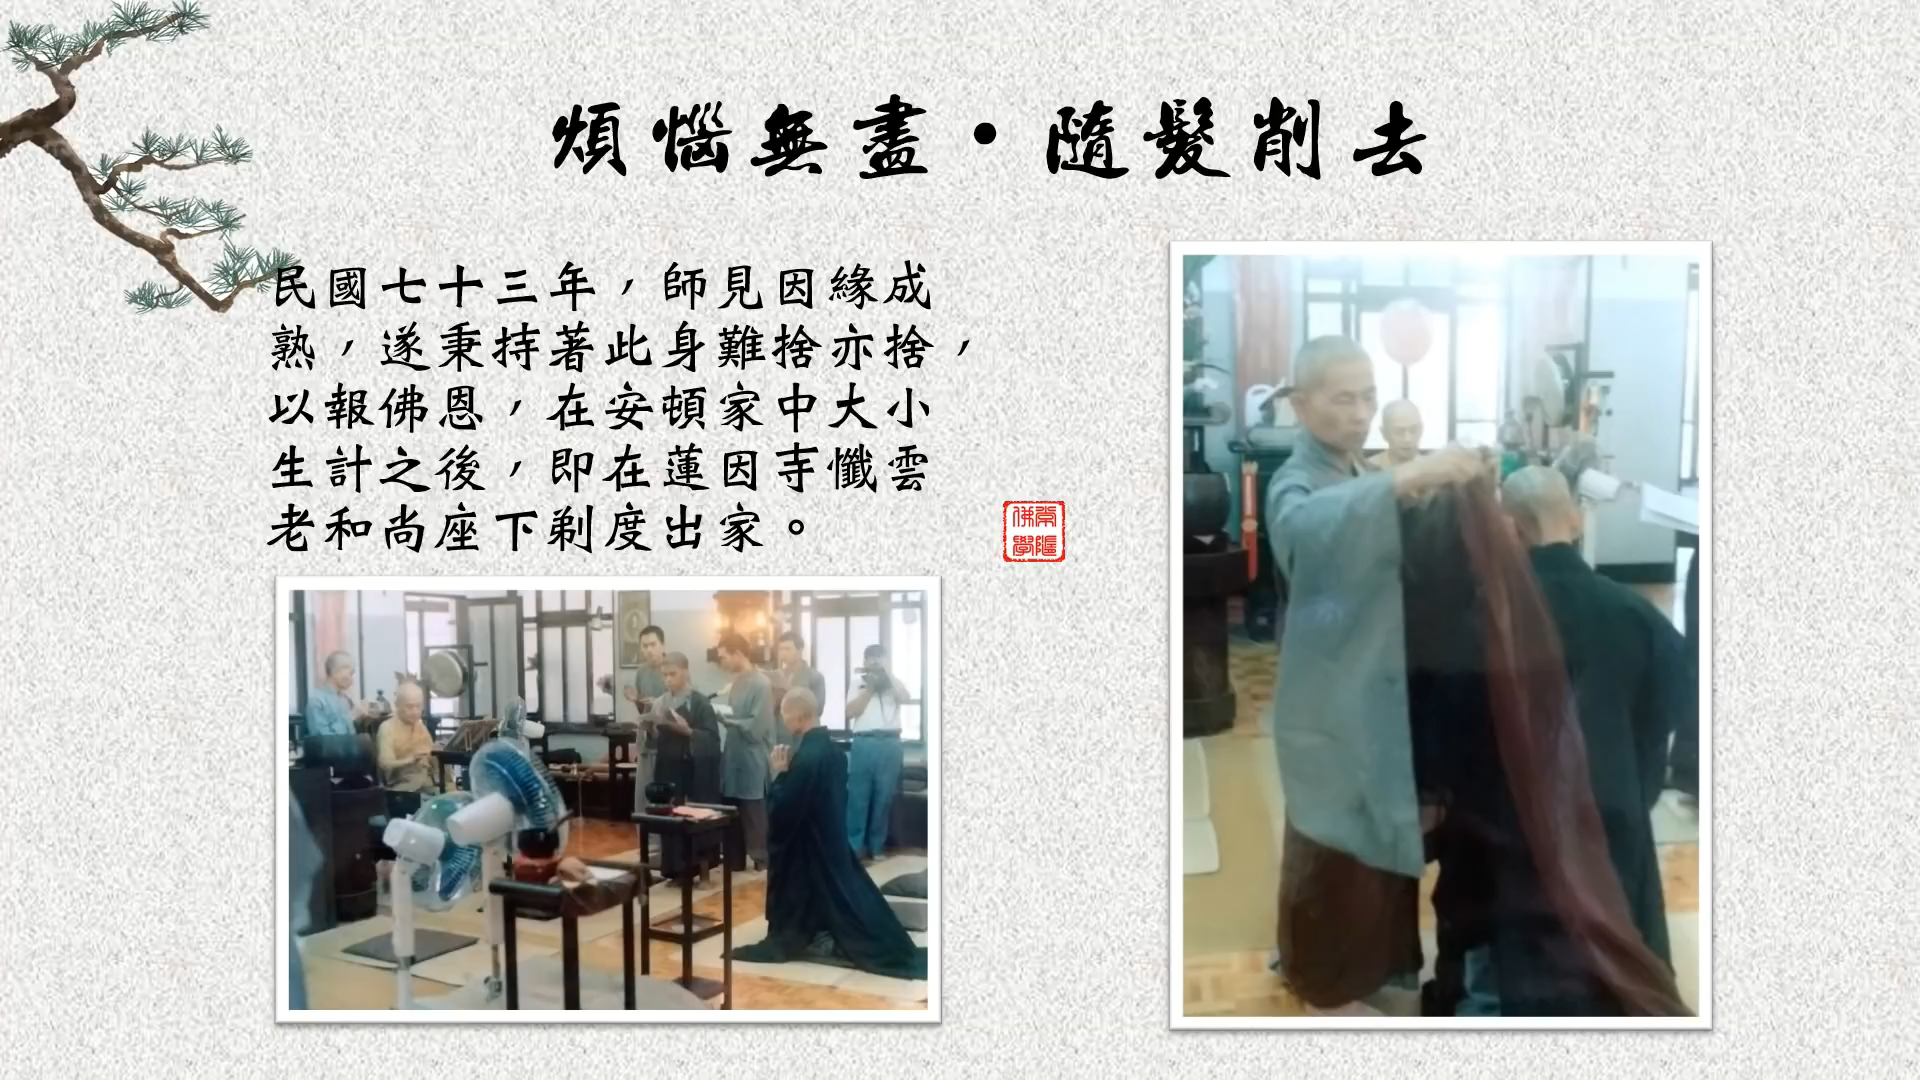 煩惱無盡·隨髮削去
民國七十三年，師見因緣成
熟，遂秉持著此身難捨亦捨，
以報佛恩，在安頓家中大小
生計之後，即在蓮因寺懺雲
老和尚座下剃度出家。